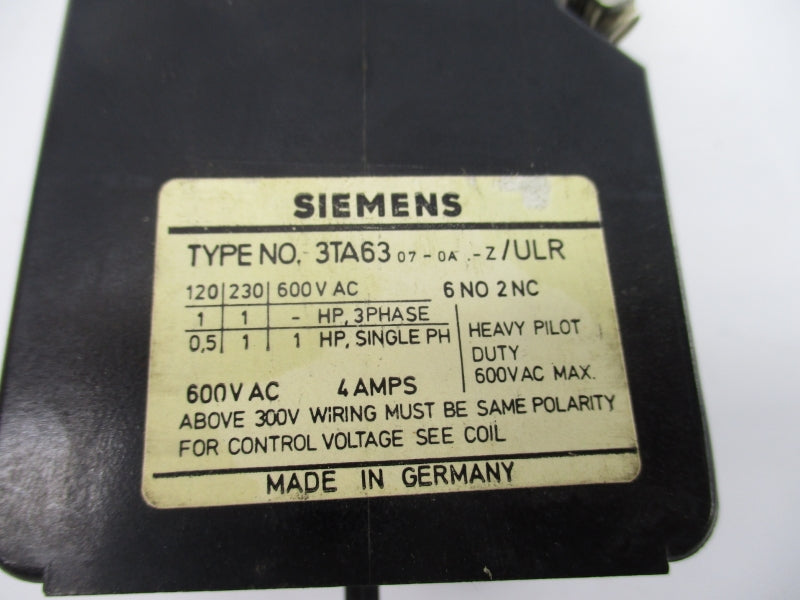 SIEMENS
TYPE NO. 3TA63 07-0A .-Z/ULR
120 230 600V AC 6 NO 2 NC
1 1 - HP, 3PHASE
0,5 1 1 HP, SINGLE PH
HEAVY PILOT
DUTY
600VAC MAX.
600V AC 4 AMPS
ABOVE 300V WIRING MUST BE SAME POLARITY
FOR CONTROL VOLTAGE SEE COIL
MADE IN GERMANY